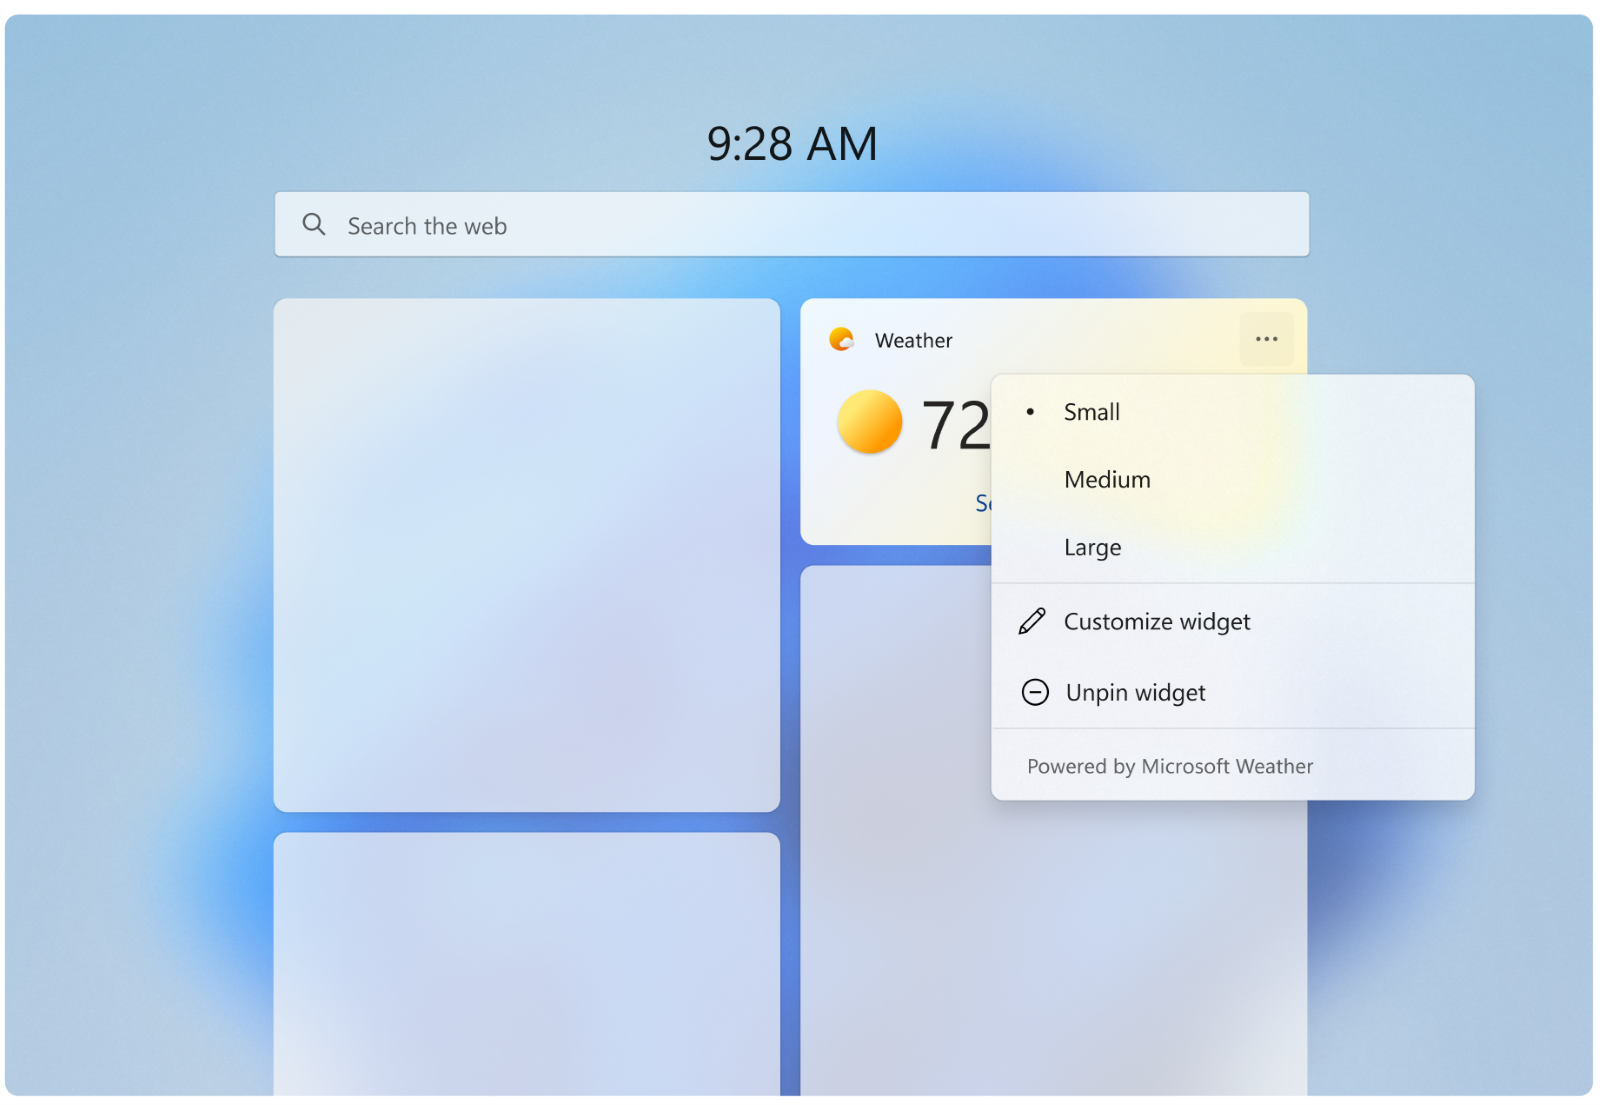 9:28 AM
Search the web
Weather
72
Small
Medium
Large
Customize widget
Unpin widget
Powered by Microsoft Weather